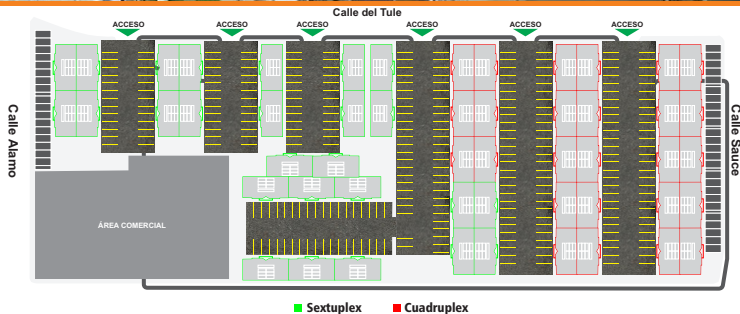 Calle del Tule
ACCESO
ACCESO
ACCESO
ACCESO
ACCESO
ACCESO
Calle Alamo
Calle Sauce
ÁREA COMERCIAL
Sextuplex
Cuadruplex